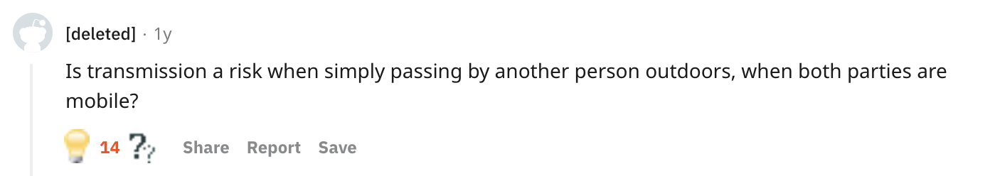 [deleted] · 1y
Is transmission a risk when simply passing by another person outdoors, when both parties are
mobile?
14 ?? Share Report Save